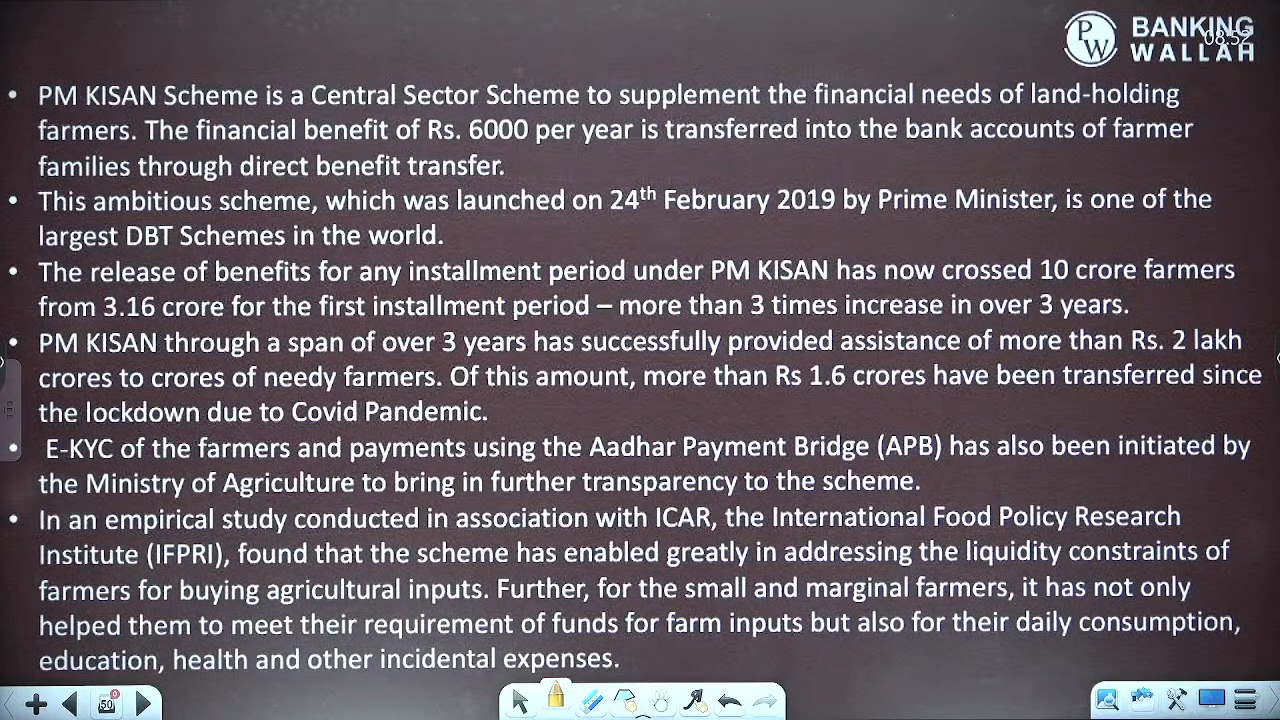 BANKING
WALLAH
PW
08:52
• PM KISAN Scheme is a Central Sector Scheme to supplement the financial needs of land-holding
farmers. The financial benefit of Rs. 6000 per year is transferred into the bank accounts of farmer
families through direct benefit transfer.
• This ambitious scheme, which was launched on 24th February 2019 by Prime Minister, is one of the
largest DBT Schemes in the world.
• The release of benefits for any installment period under PM KISAN has now crossed 10 crore farmers
from 3.16 crore for the first installment period – more than 3 times increase in over 3 years.
• PM KISAN through a span of over 3 years has successfully provided assistance of more than Rs. 2 lakh
crores to crores of needy farmers. Of this amount, more than Rs 1.6 crores have been transferred since
the lockdown due to Covid Pandemic.
• E-KYC of the farmers and payments using the Aadhar Payment Bridge (APB) has also been initiated by
the Ministry of Agriculture to bring in further transparency to the scheme.
• In an empirical study conducted in association with ICAR, the International Food Policy Research
Institute (IFPRI), found that the scheme has enabled greatly in addressing the liquidity constraints of
farmers for buying agricultural inputs. Further, for the small and marginal farmers, it has not only
helped them to meet their requirement of funds for farm inputs but also for their daily consumption,
education, health and other incidental expenses.
50
0